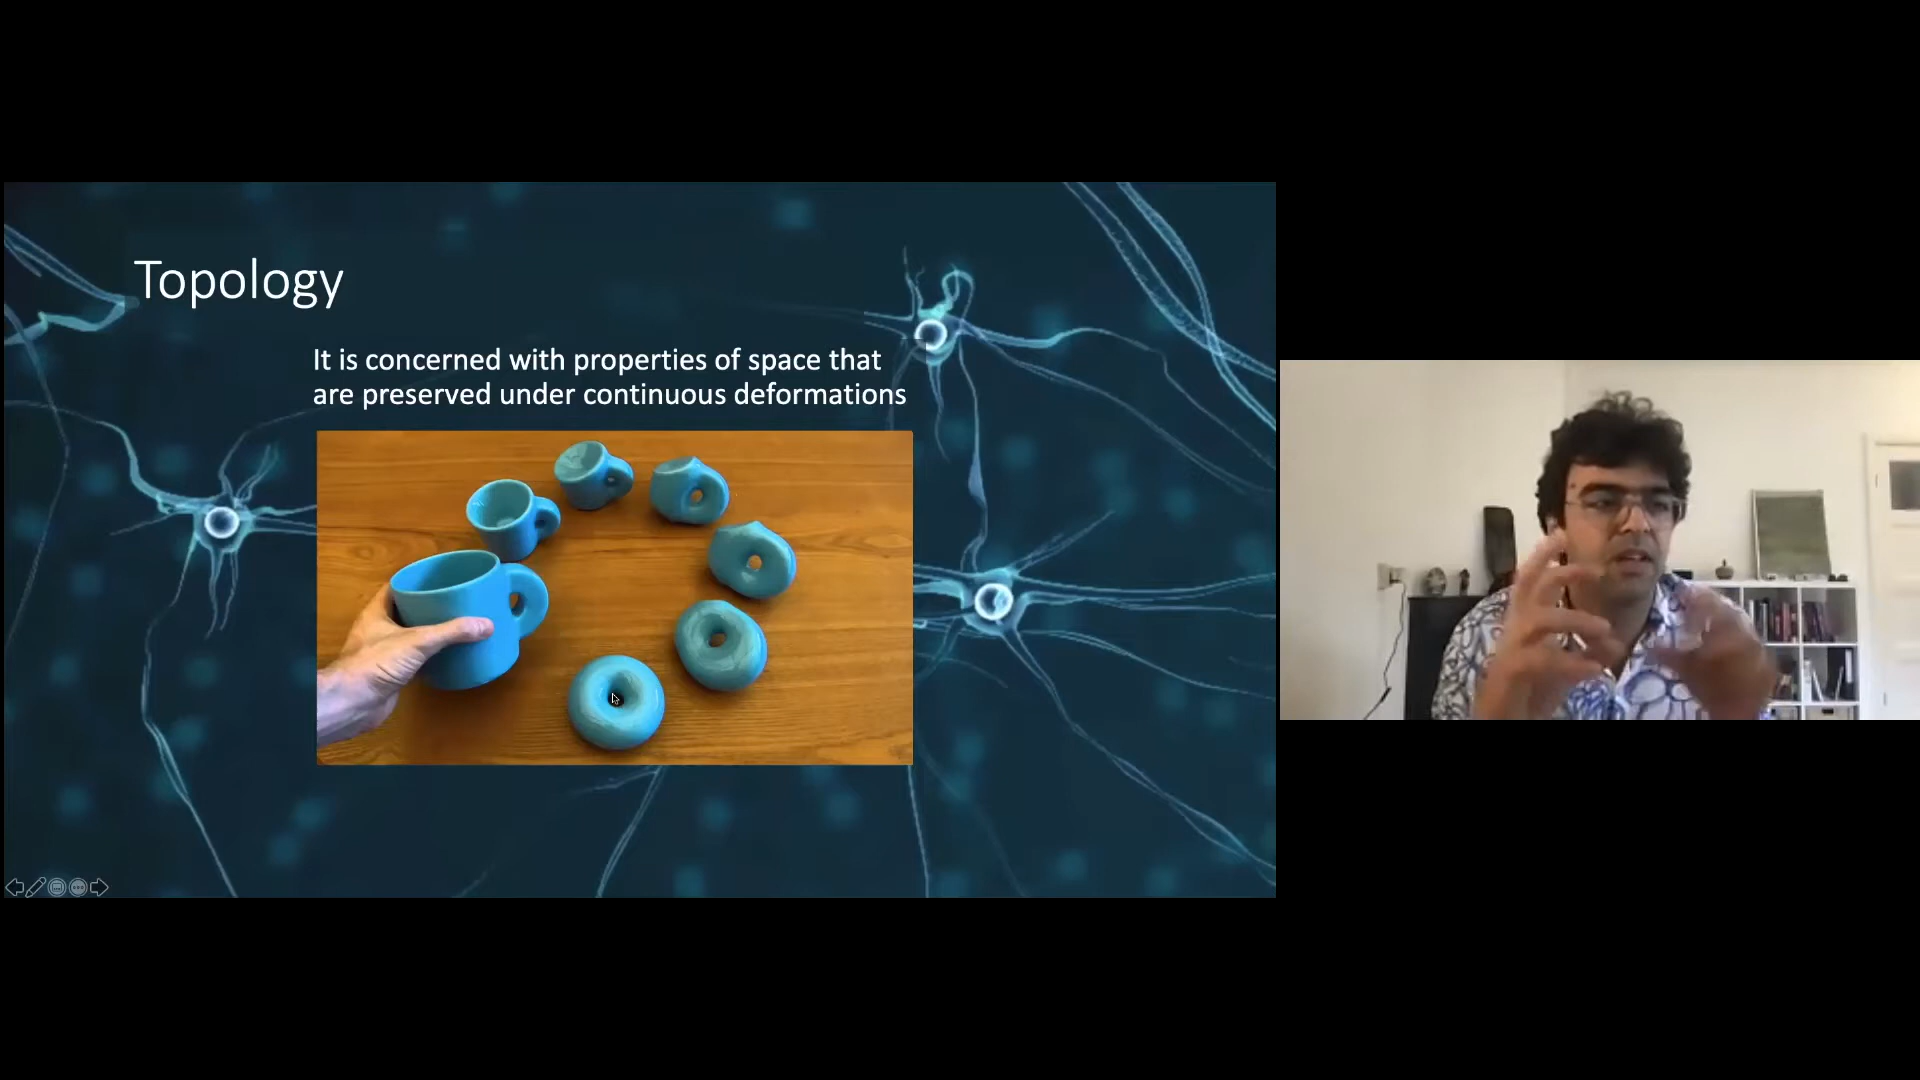 Topology
It is concerned with properties of space that
are preserved under continuous deformations